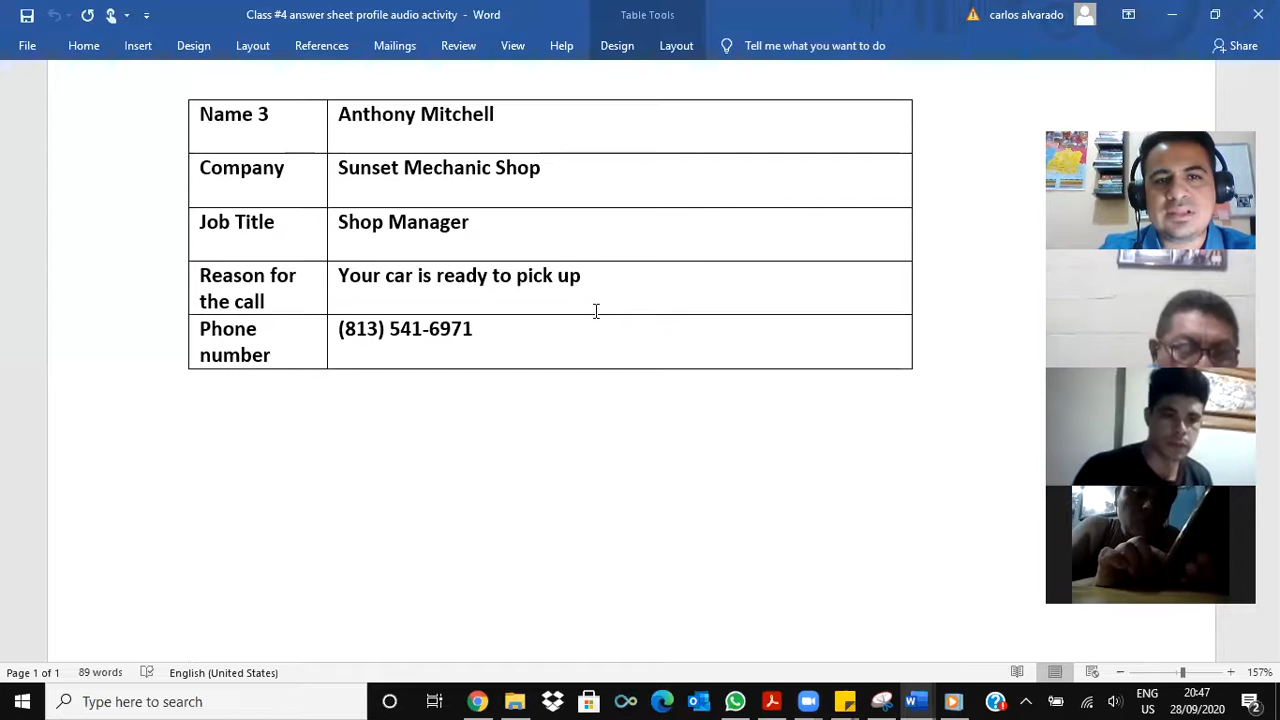 Class #4 answer sheet profile audio activity - Word
Table Tools
carlos alvarado
File Home Insert Design Layout References Mailings Review View Help Design Layout Tell me what you want to do Share
Name 3 Anthony Mitchell
Company Sunset Mechanic Shop
Job Title Shop Manager
Reason for the call Your car is ready to pick up
Phone number (813) 541-6971
Page 1 of 1 89 words English (United States) 157%
Type here to search
ENG US
20:47
28/09/2020
2